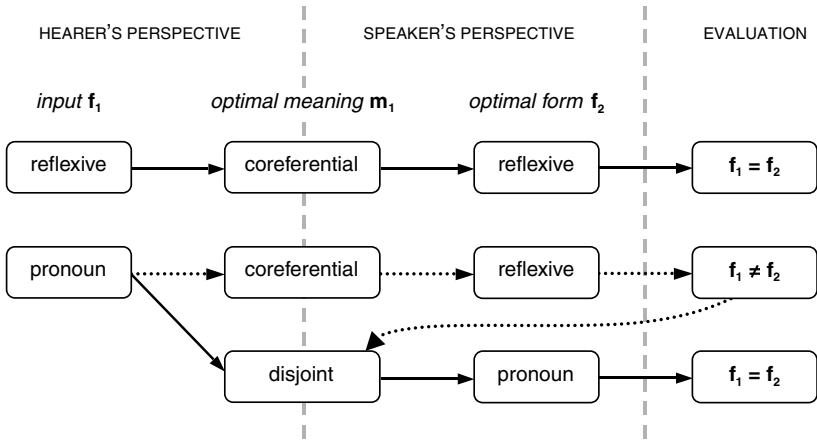 HEARER'S PERSPECTIVE SPEAKER'S PERSPECTIVE EVALUATION
input f₁ optimal meaning m₁ optimal form f₂
reflexive coreferential reflexive f₁ = f₂
pronoun coreferential reflexive f₁ ≠ f₂
disjoint pronoun f₁ = f₂